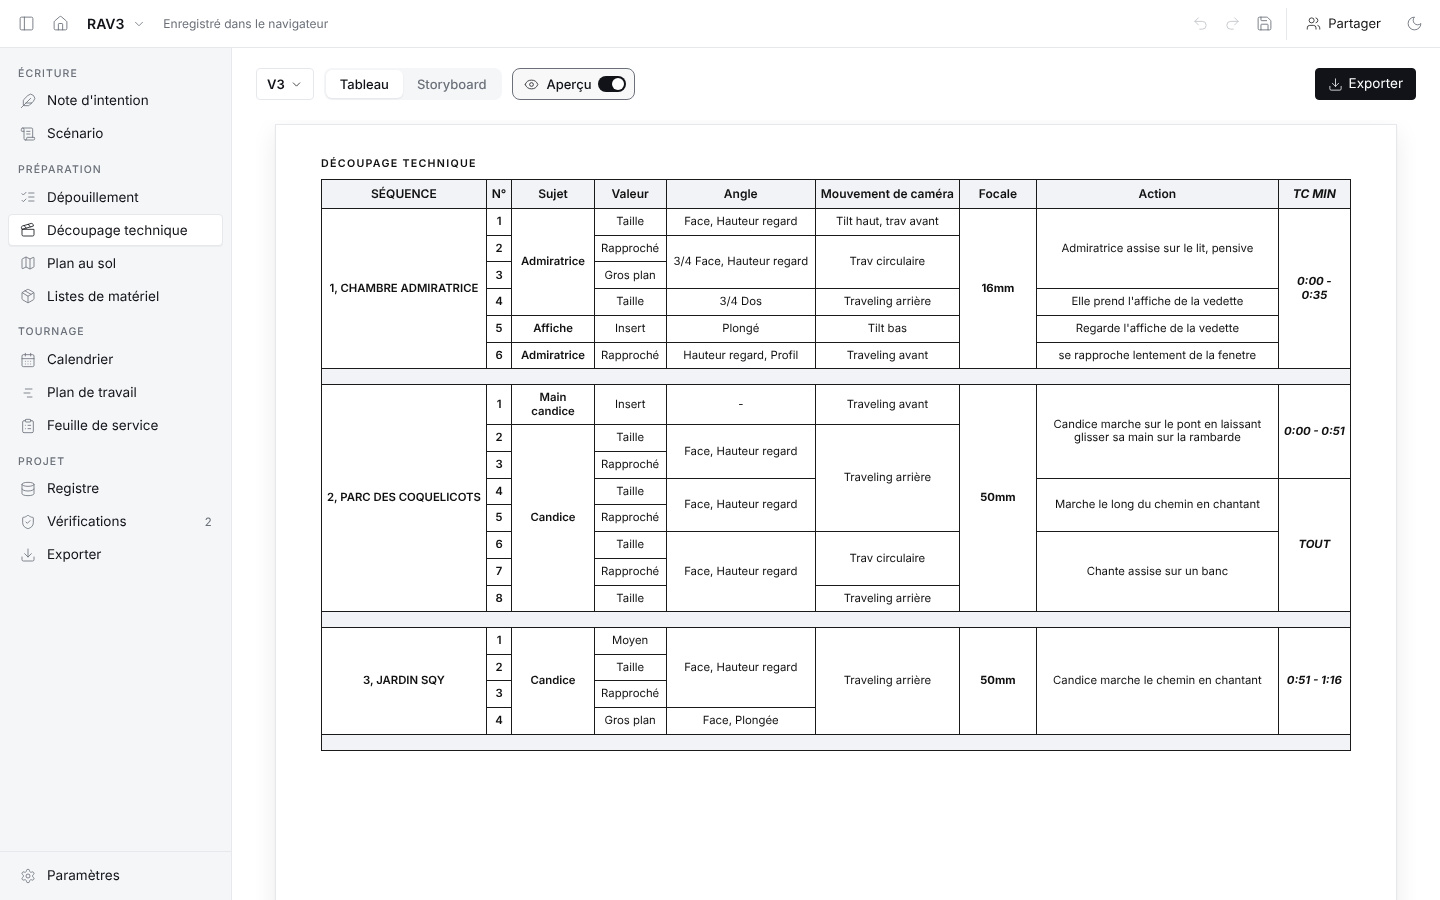 RAV3
Enregistré dans le navigateur
Partager
ÉCRITURE
Note d'intention
Scénario
PRÉPARATION
Dépouillement
Découpage technique
Plan au sol
Listes de matériel
TOURNAGE
Calendrier
Plan de travail
Feuille de service
PROJET
Registre
Vérifications 2
Exporter
Paramètres
V3 Tableau Storyboard Aperçu Exporter
DÉCOUPAGE TECHNIQUE
SÉQUENCE N° Sujet Valeur Angle Mouvement de caméra Focale Action TC MIN
1, CHAMBRE ADMIRATRICE 16mm 0:00 -
0:35
1 Admiratrice Taille Face, Hauteur regard Tilt haut, trav avant Admiratrice assise sur le lit, pensive
2 Rapproché 3/4 Face, Hauteur regard Trav circulaire
3 Gros plan
4 Taille 3/4 Dos Traveling arrière Elle prend l'affiche de la vedette
5 Affiche Insert Plongé Tilt bas Regarde l'affiche de la vedette
6 Admiratrice Rapproché Hauteur regard, Profil Traveling avant se rapproche lentement de la fenetre
2, PARC DES COQUELICOTS 50mm
1 Main
candice Insert - Traveling avant Candice marche sur le pont en laissant
glisser sa main sur la rambarde 0:00 - 0:51
2 Candice Taille Face, Hauteur regard Traveling arrière
3 Rapproché
4 Taille Face, Hauteur regard Marche le long du chemin en chantant TOUT
5 Rapproché
6 Taille Face, Hauteur regard Trav circulaire Chante assise sur un banc
7 Rapproché
8 Taille Traveling arrière
3, JARDIN SQY Candice 50mm Candice marche le chemin en chantant 0:51 - 1:16
1 Moyen Face, Hauteur regard Traveling arrière
2 Taille
3 Rapproché
4 Gros plan Face, Plongée